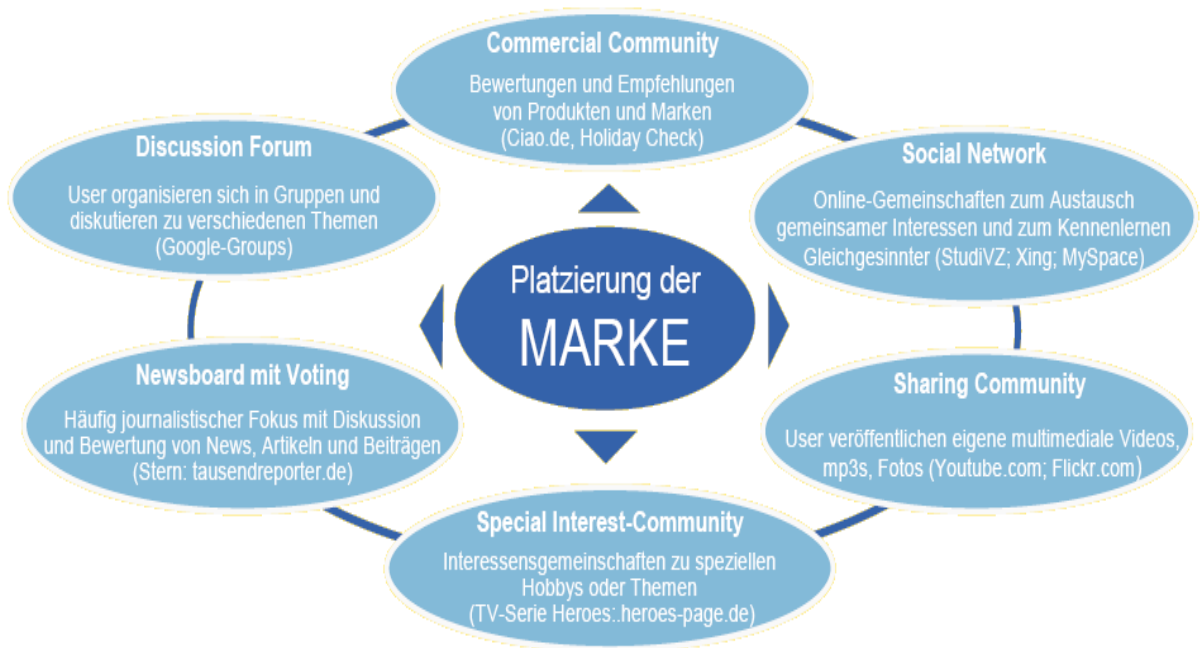 Commercial Community
Bewertungen und Empfehlungen
von Produkten und Marken
(Ciao.de, Holiday Check)
Discussion Forum
User organisieren sich in Gruppen und
diskutieren zu verschiedenen Themen
(Google-Groups)
Social Network
Online-Gemeinschaften zum Austausch
gemeinsamer Interessen und zum Kennenlernen
Gleichgesinnter (StudiVZ; Xing; MySpace)
Platzierung der
MARKE
Newsboard mit Voting
Häufig journalistischer Fokus mit Diskussion
und Bewertung von News, Artikeln und Beiträgen
(Stern: tausendreporter.de)
Sharing Community
User veröffentlichen eigene multimediale Videos,
mp3s, Fotos (Youtube.com; Flickr.com)
Special Interest-Community
Interessensgemeinschaften zu speziellen
Hobbys oder Themen
(TV-Serie Heroes:.heroes-page.de)